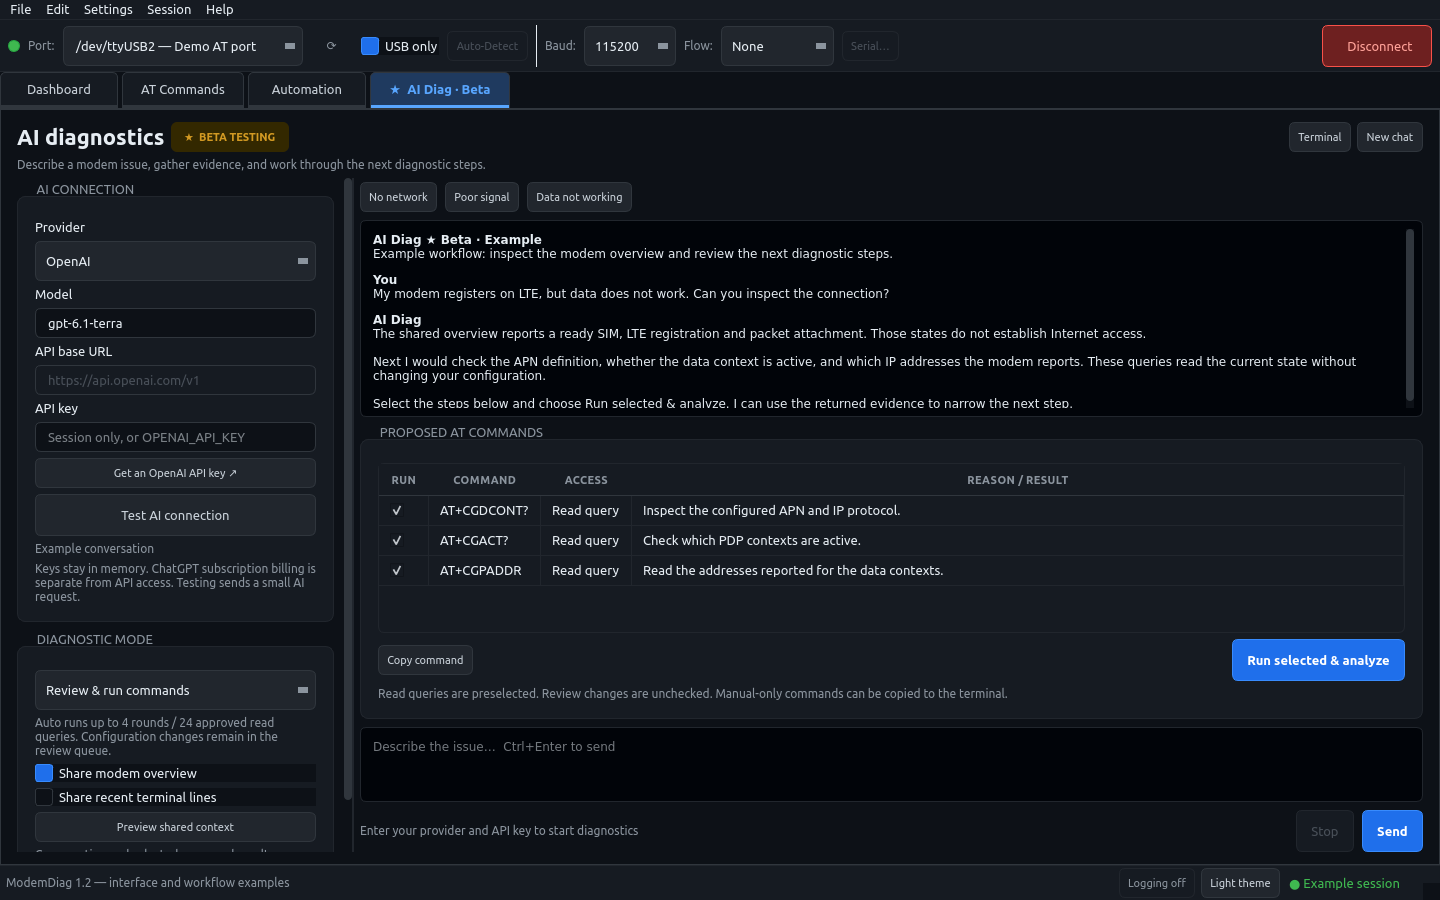 File Edit Settings Session Help
Port: /dev/ttyUSB2 — Demo AT port ⟳ USB only Auto-Detect Baud: 115200 Flow: None Serial... Disconnect
Dashboard AT Commands Automation ★ AI Diag · Beta
AI diagnostics ★ BETA TESTING Terminal New chat
Describe a modem issue, gather evidence, and work through the next diagnostic steps.
AI CONNECTION
Provider
OpenAI
Model
gpt-6.1-terra
API base URL
https://api.openai.com/v1
API key
Session only, or OPENAI_API_KEY
Get an OpenAI API key ↗
Test AI connection
Example conversation
Keys stay in memory. ChatGPT subscription billing is
separate from API access. Testing sends a small AI
request.
DIAGNOSTIC MODE
Review & run commands
Auto runs up to 4 rounds / 24 approved read
queries. Configuration changes remain in the
review queue.
Share modem overview
Share recent terminal lines
Preview shared context
No network Poor signal Data not working
AI Diag ★ Beta · Example
Example workflow: inspect the modem overview and review the next diagnostic steps.
You
My modem registers on LTE, but data does not work. Can you inspect the connection?
AI Diag
The shared overview reports a ready SIM, LTE registration and packet attachment. Those states do not establish Internet access.
Next I would check the APN definition, whether the data context is active, and which IP addresses the modem reports. These queries read the current state without
changing your configuration.
Select the steps below and choose Run selected & analyze. I can use the returned evidence to narrow the next step.
PROPOSED AT COMMANDS
RUN COMMAND ACCESS REASON / RESULT
✓ AT+CGDCONT? Read query Inspect the configured APN and IP protocol.
✓ AT+CGACT? Read query Check which PDP contexts are active.
✓ AT+CGPADDR Read query Read the addresses reported for the data contexts.
Copy command Run selected & analyze
Read queries are preselected. Review changes are unchecked. Manual-only commands can be copied to the terminal.
Describe the issue... Ctrl+Enter to send
Enter your provider and API key to start diagnostics Stop Send
ModemDiag 1.2 — interface and workflow examples Logging off Light theme Example session